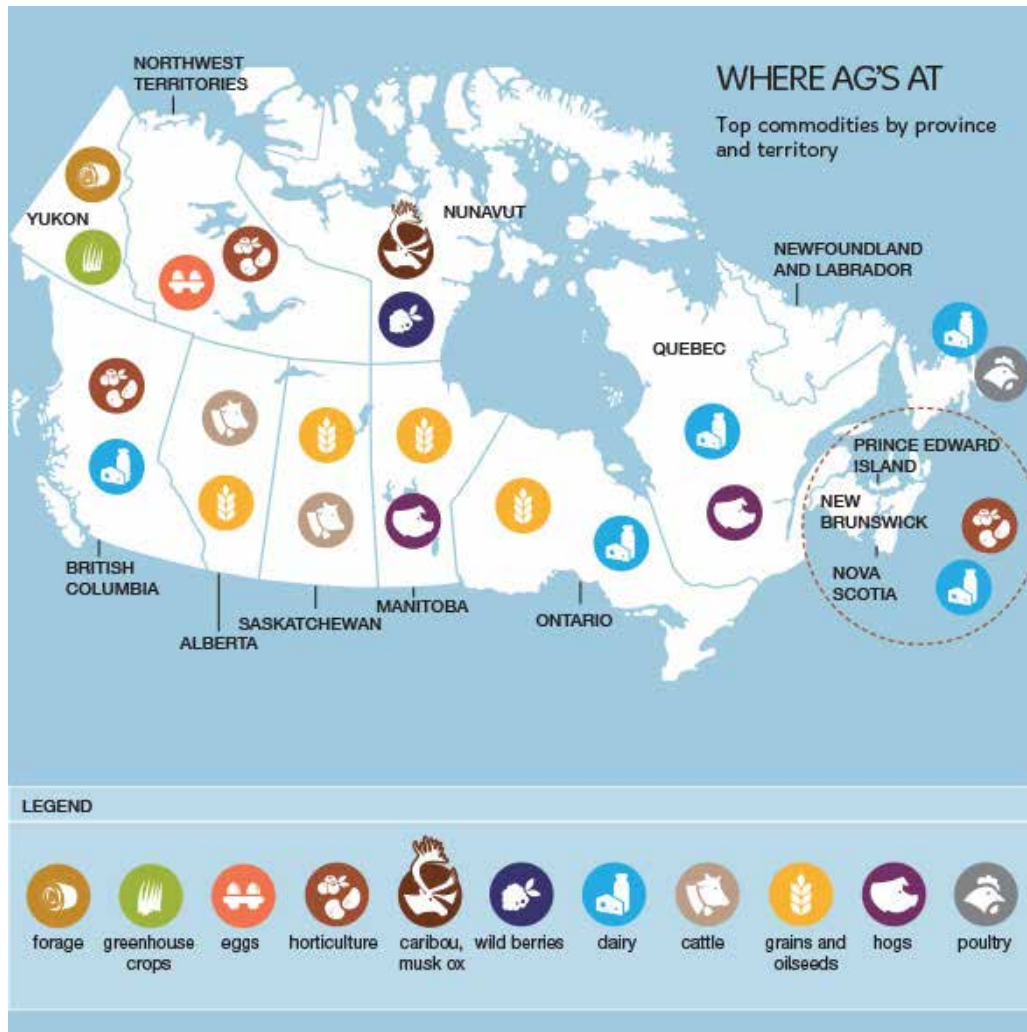 NORTHWEST
TERRITORIES
WHERE AG'S AT
Top commodities by province
and territory
YUKON
NUNAVUT
NEWFOUNDLAND
AND LABRADOR
QUEBEC
PRINCE EDWARD
ISLAND
NEW
BRUNSWICK
NOVA
SCOTIA
BRITISH
COLUMBIA
ALBERTA
SASKATCHEWAN
MANITOBA
ONTARIO
LEGEND
forage
greenhouse
crops
eggs
horticulture
caribou,
musk ox
wild berries
dairy
cattle
grains and
oilseeds
hogs
poultry